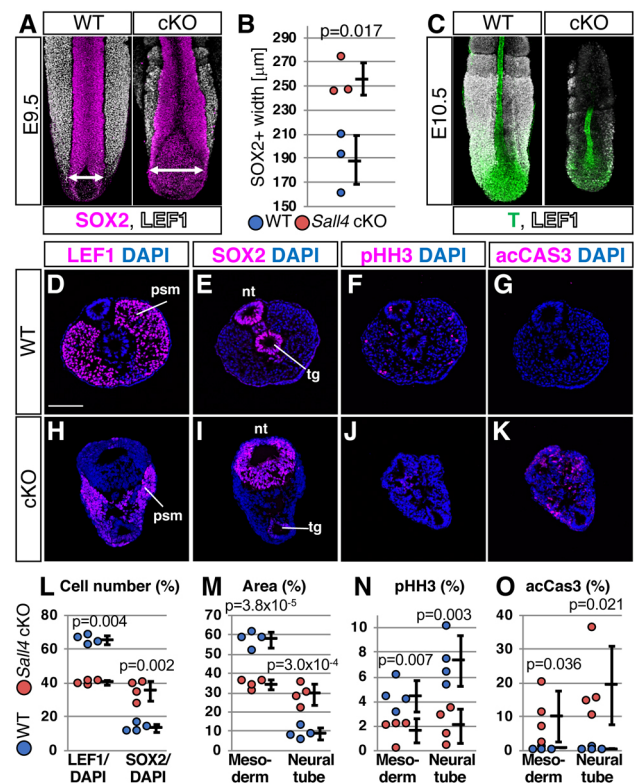 A WT cKO
E9.5
SOX2, LEF1
B
p=0.017
SOX2+ width [µm]
290
270
250
230
210
190
170
150
WT Sall4 cKO
C WT cKO
E10.5
T, LEF1
LEF1 DAPI SOX2 DAPI pHH3 DAPI acCAS3 DAPI
WT
D psm
E nt tg
F
G
cKO
H psm
I nt tg
J
K
WT Sall4 cKO
L Cell number (%)
80
60
40
20
0
p=0.004
p=0.002
LEF1/
DAPI
SOX2/
DAPI
M Area (%)
p=3.8x10-5
70
60
50
40
30
20
10
0
p=3.0x10-4
Meso-
derm
Neural
tube
N pHH3 (%)
10
8
6
4
2
0
p=0.003
p=0.007
Meso-
derm
Neural
tube
O acCas3 (%)
40
30
20
10
0
p=0.021
p=0.036
Meso-
derm
Neural
tube